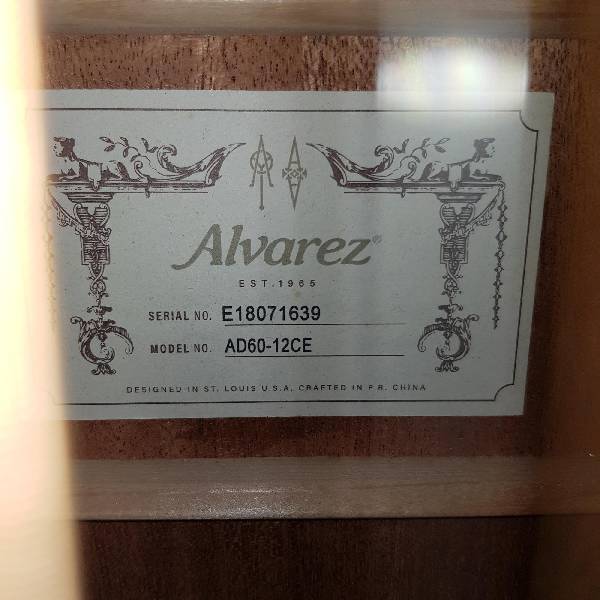 Alvarez®
EST. 1965
SERIAL NO. E18071639
MODEL NO. AD60-12CE
DESIGNED IN ST. LOUIS U.S.A. CRAFTED IN P.R. CHINA